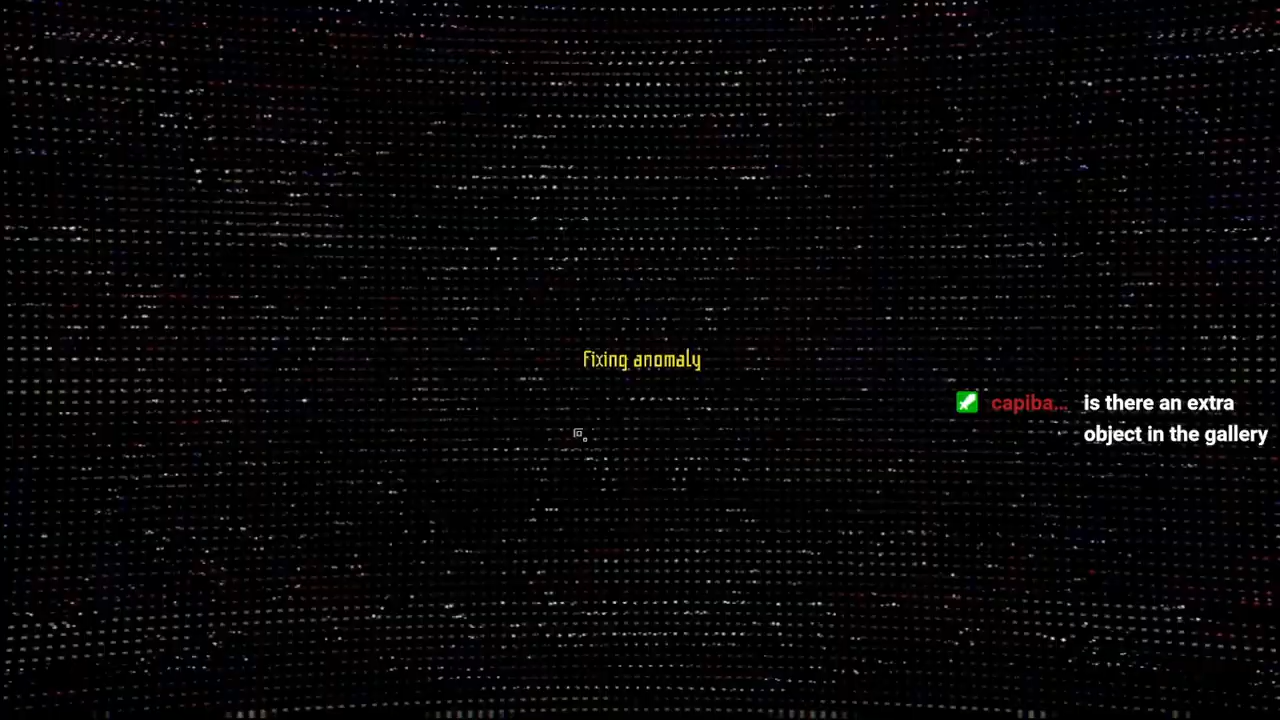 Fixing anomaly
capiba... is there an extra
object in the gallery